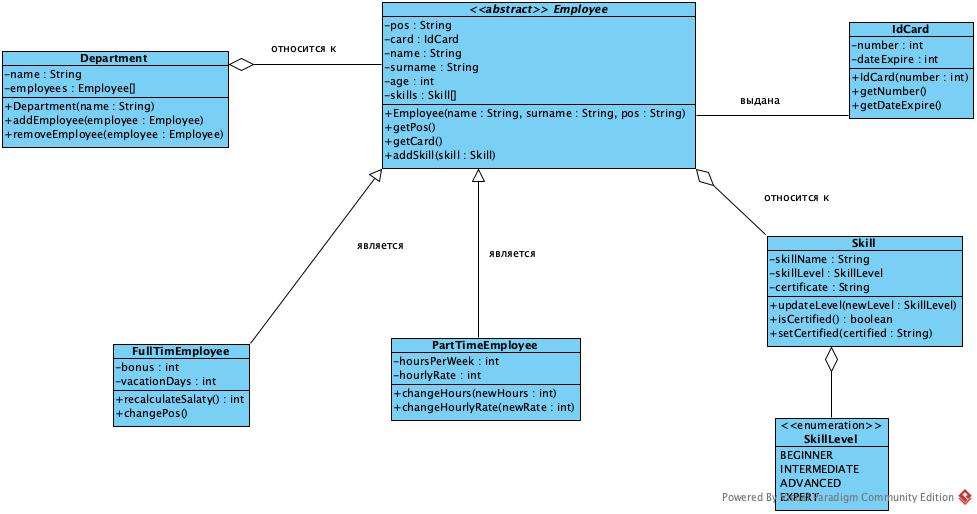 <<abstract>> Employee
-pos : String
-card : IdCard
-name : String
-surname : String
-age : int
-skills : Skill[]
+Employee(name : String, surname : String, pos : String)
+getPos()
+getCard()
+addSkill(skill : Skill)
относится к
Department
-name : String
-employees : Employee[]
+Department(name : String)
+addEmployee(employee : Employee)
+removeEmployee(employee : Employee)
IdCard
-number : int
-dateExpire : int
+IdCard(number : int)
+getNumber()
+getDateExpire()
выдана
относится к
является
является
Skill
-skillName : String
-skillLevel : SkillLevel
-certificate : String
+updateLevel(newLevel : SkillLevel)
+isCertified() : boolean
+setCertified(certified : String)
FullTimEmployee
-bonus : int
-vacationDays : int
+recalculateSalaty() : int
+changePos()
PartTimeEmployee
-hoursPerWeek : int
-hourlyRate : int
+changeHours(newHours : int)
+changeHourlyRate(newRate : int)
<<enumeration>>
SkillLevel
BEGINNER
INTERMEDIATE
ADVANCED
EXPERT
Powered By Visual Paradigm Community Edition